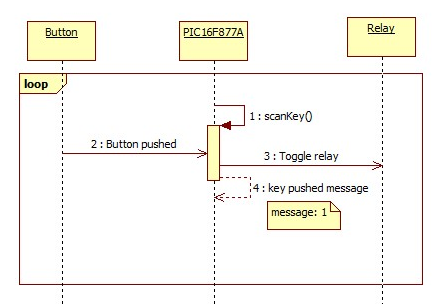 Button
PIC16F877A
Relay
loop
1 : scanKey()
2 : Button pushed
3 : Toggle relay
4 : key pushed message
message: 1